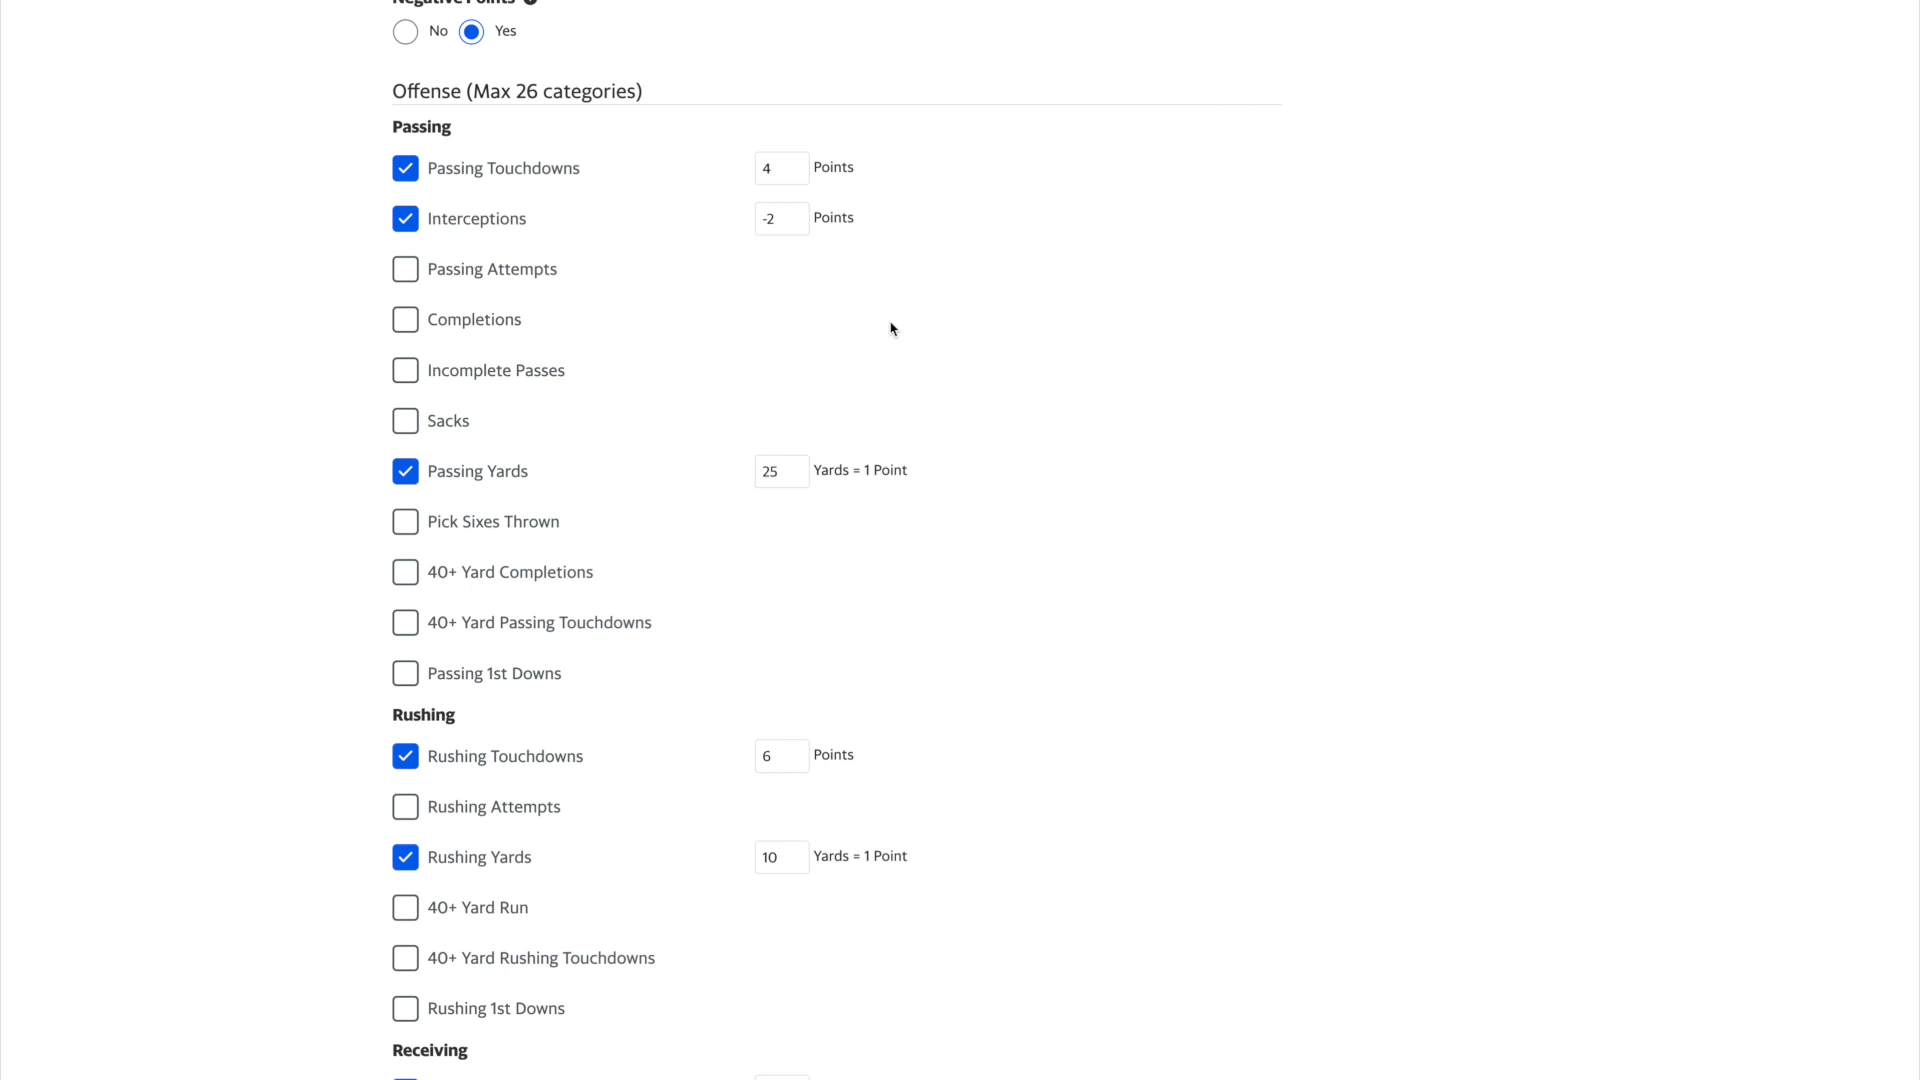 Negative Points
No Yes
Offense (Max 26 categories)
Passing
Passing Touchdowns 4 Points
Interceptions -2 Points
Passing Attempts
Completions
Incomplete Passes
Sacks
Passing Yards 25 Yards = 1 Point
Pick Sixes Thrown
40+ Yard Completions
40+ Yard Passing Touchdowns
Passing 1st Downs
Rushing
Rushing Touchdowns 6 Points
Rushing Attempts
Rushing Yards 10 Yards = 1 Point
40+ Yard Run
40+ Yard Rushing Touchdowns
Rushing 1st Downs
Receiving